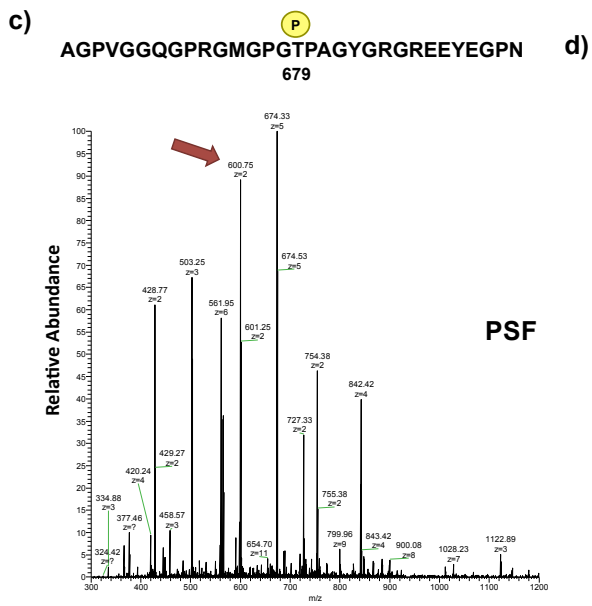 c)
P
AGPVGGQGPRGMGPGTPAGYGRGREEYEGPN
d)
679
674.33
z=5
600.75
z=2
503.25
z=3
674.53
z=5
428.77
z=2
561.95
z=6
601.25
z=2
PSF
754.38
z=2
842.42
z=4
727.33
z=2
429.27
z=2
420.24
z=4
334.88
z=3
755.38
z=2
377.46
z=?
458.57
z=3
324.42
z=?
654.70
z=11
799.96
z=9
843.42
z=4
900.08
z=8
1028.23
z=7
1122.89
z=3
Relative Abundance
100
95
90
85
80
75
70
65
60
55
50
45
40
35
30
25
20
15
10
5
0
300 400 500 600 700 800 900 1000 1100 1200
m/z